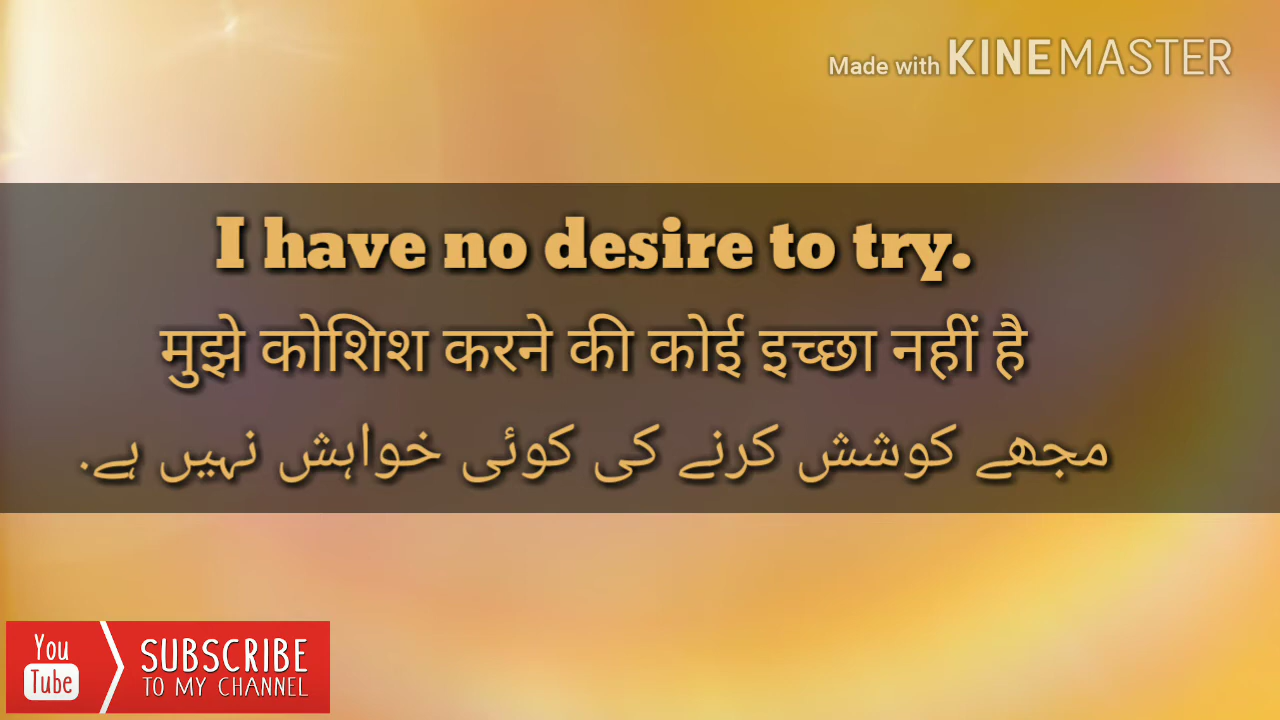 Made with KINEMASTER
I have no desire to try.
मुझे कोशिश करने की कोई इच्छा नहीं है
مجھے کوشش کرنے کی کوئی خواہش نہیں ہے.
You
Tube
SUBSCRIBE
TO MY CHANNEL